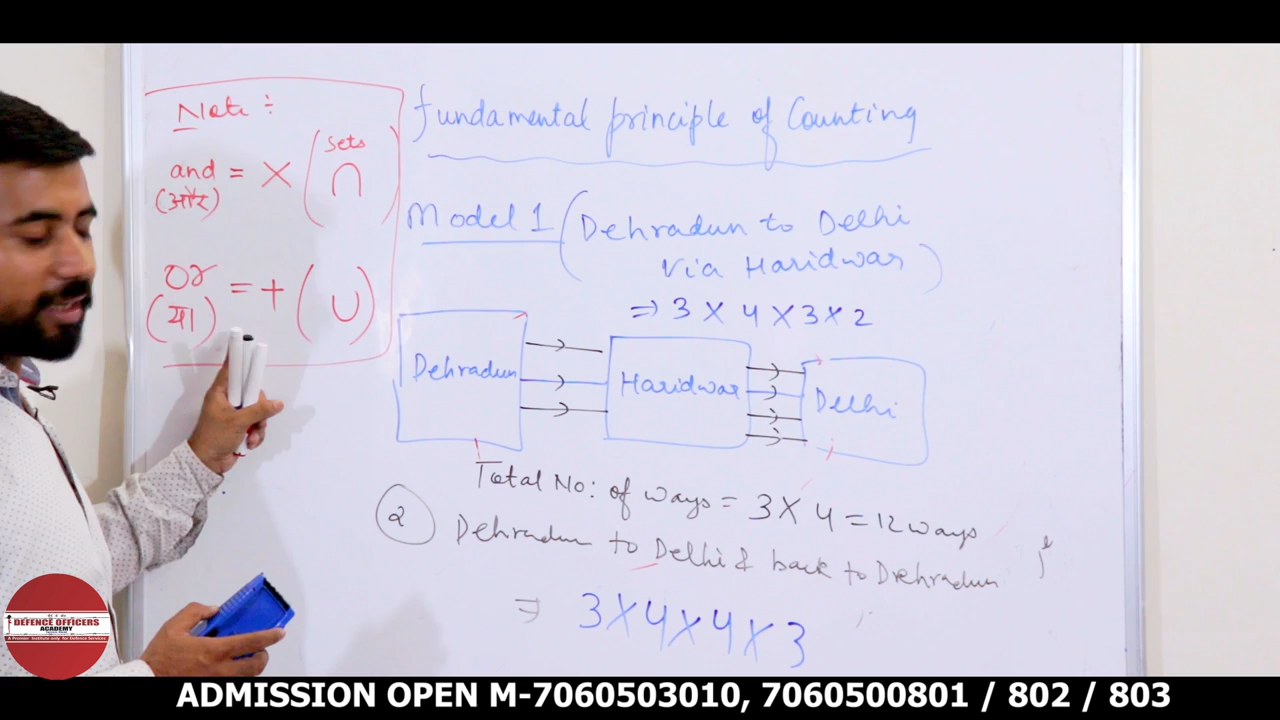 Note ÷
and = × ( Sets ∩ )
(और)
or = + ( ∪ )
(या)
Fundamental principle of Counting
Model 1 (Dehradun to Delhi
via Haridwar)
⇒ 3 × 4 × 3 × 2
Dehradun
Haridwar
Delhi
Total No: of ways = 3 × 4 = 12 ways
2 Dehradun to Delhi & back to Drehradun
⇒ 3 × 4 × 4 × 3
DEFENCE OFFICERS
ACADEMY
A Premier Institute only for Defence Services
ADMISSION OPEN M-7060503010, 7060500801 / 802 / 803